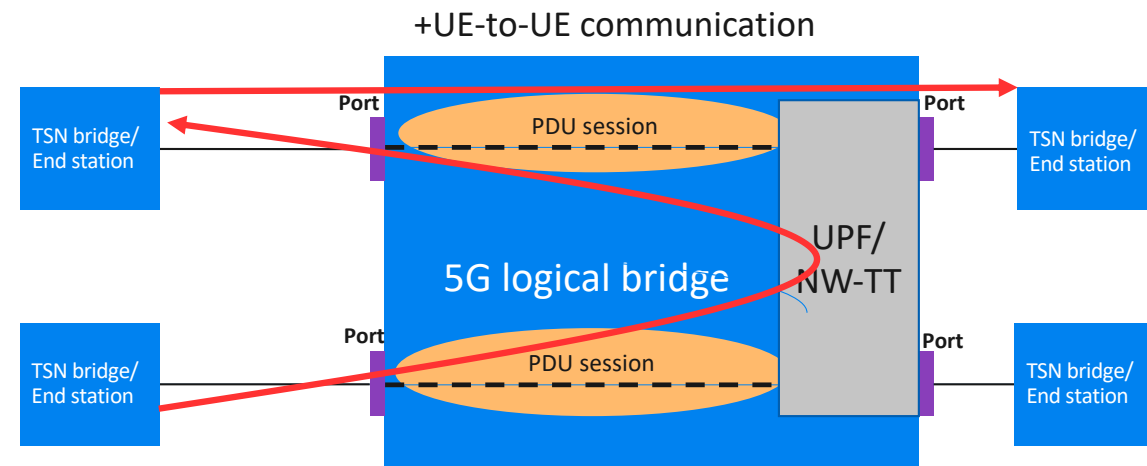 +UE-to-UE communication
Port
Port
TSN bridge/
End station
PDU session
TSN bridge/
End station
UPF/
NW-TT
5G logical bridge
Port
Port
TSN bridge/
End station
PDU session
TSN bridge/
End station